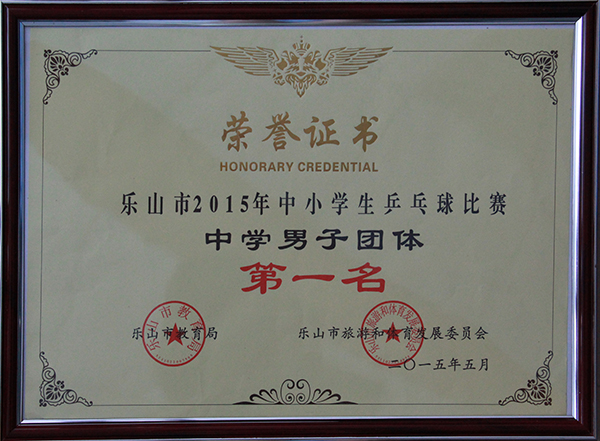 荣誉证书
HONORARY CREDENTIAL
乐山市2015年中小学生乒乓球比赛
中学男子团体
第一名
乐山市教育局
乐山市旅游和体育发展委员会
二〇一五年五月